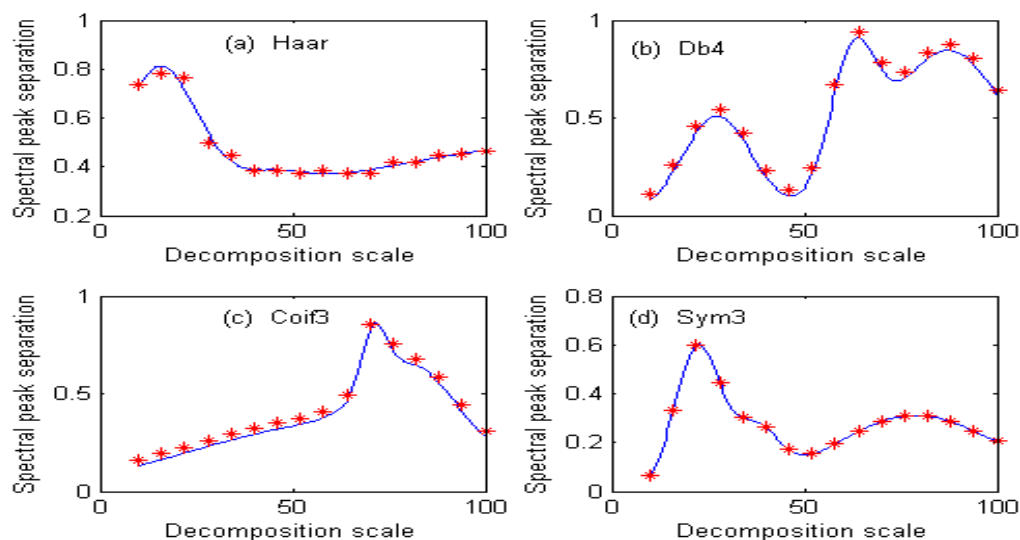 Spectral peak separation
1
0.8
0.6
0.4
0.2
(a) Haar
0
50
100
Decomposition scale
Spectral peak separation
1
0.5
0
(b) Db4
0
50
100
Decomposition scale
Spectral peak separation
1
0.5
0
(c) Coif3
0
50
100
Decomposition scale
Spectral peak separation
0.8
0.6
0.4
0.2
0
(d) Sym3
0
50
100
Decomposition scale